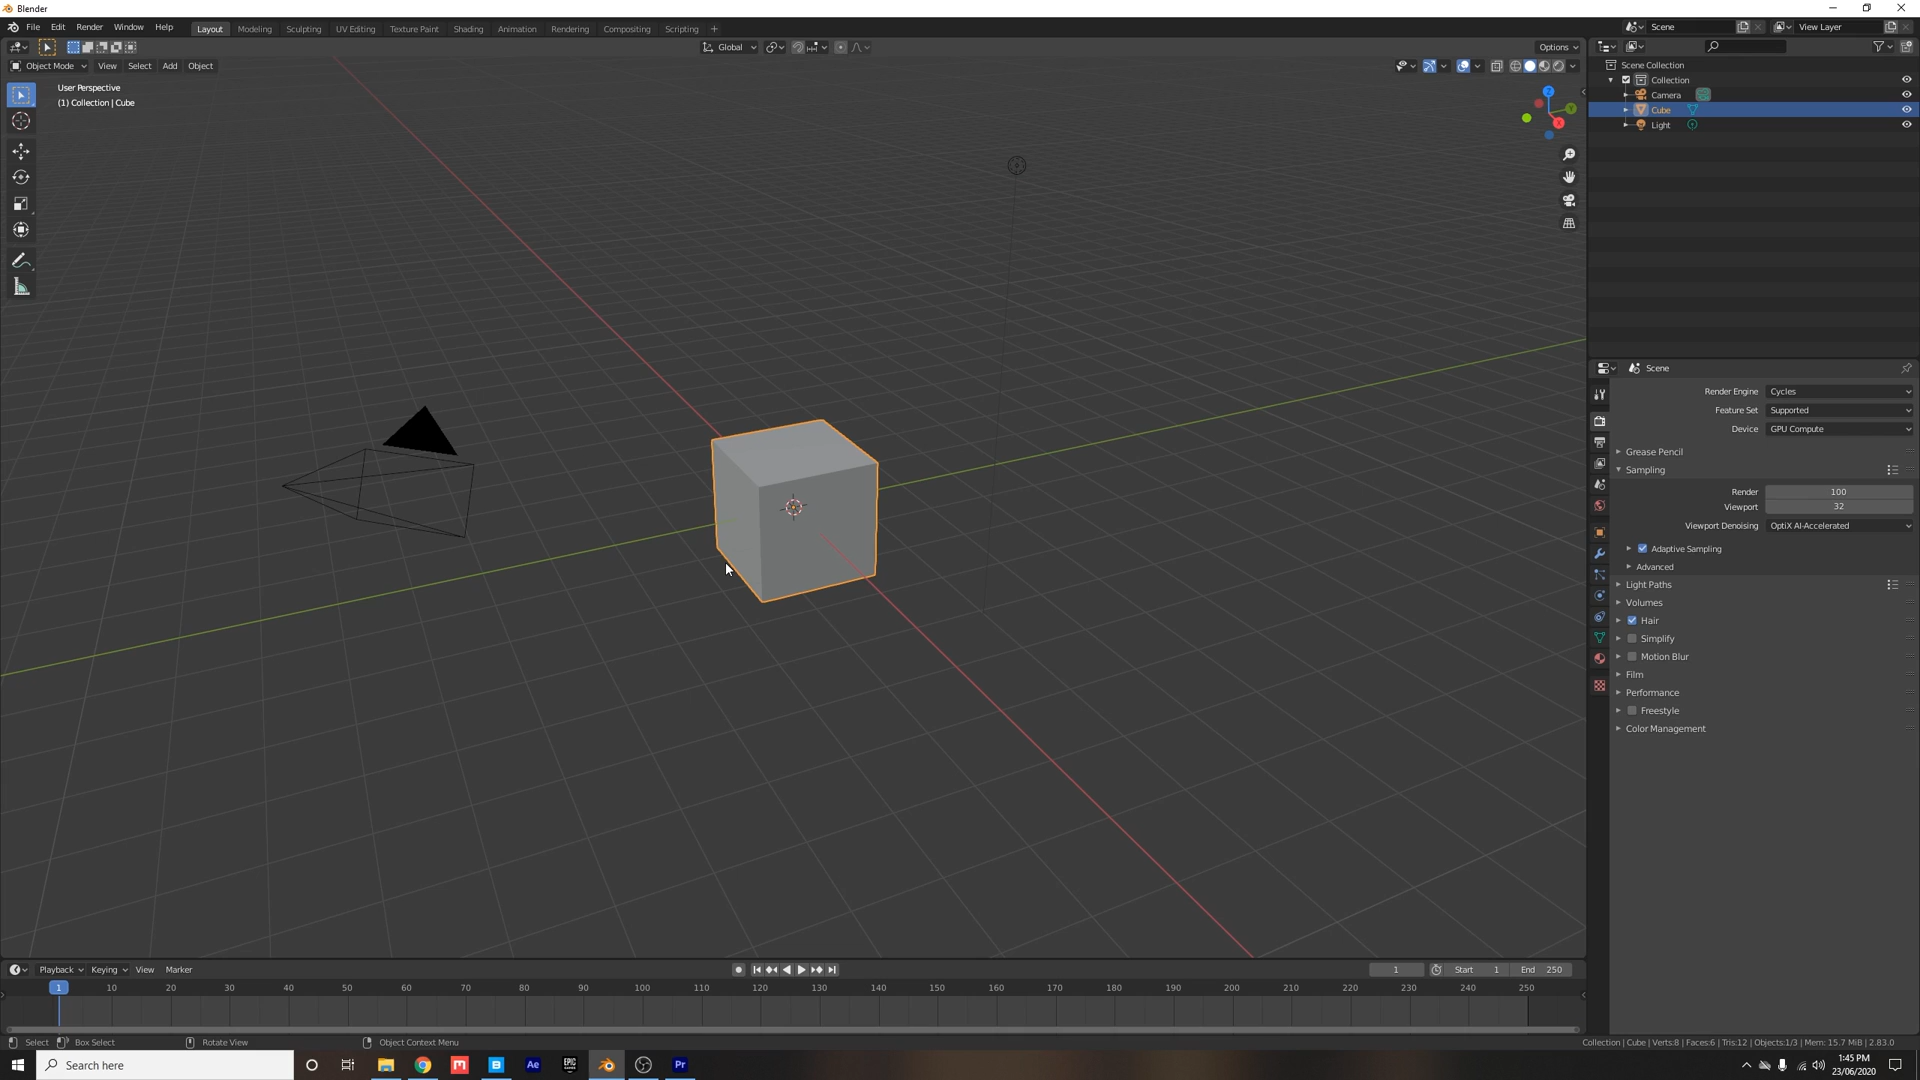 Blender
File Edit Render Window Help Layout Modeling Sculpting UV Editing Texture Paint Shading Animation Rendering Compositing Scripting + Scene View Layer
Global Options
Object Mode View Select Add Object
User Perspective
(1) Collection | Cube
Z
Y
X
Scene Collection
Collection
Camera
Cube
Light
Scene
Render Engine Cycles
Feature Set Supported
Device GPU Compute
Grease Pencil
Sampling
Render 100
Viewport 32
Viewport Denoising OptiX AI-Accelerated
Adaptive Sampling
Advanced
Light Paths
Volumes
Hair
Simplify
Motion Blur
Film
Performance
Freestyle
Color Management
Playback Keying View Marker 1 Start 1 End 250
1 10 20 30 40 50 60 70 80 90 100 110 120 130 140 150 160 170 180 190 200 210 220 230 240 250
Select Box Select Rotate View Object Context Menu Collection | Cube | Verts:8 | Faces:6 | Tris:12 | Objects:1/3 | Mem: 15.7 MiB | 2.83.0
Search here M B Ae EPIC GAMES Pr 1:45 PM
23/06/2020